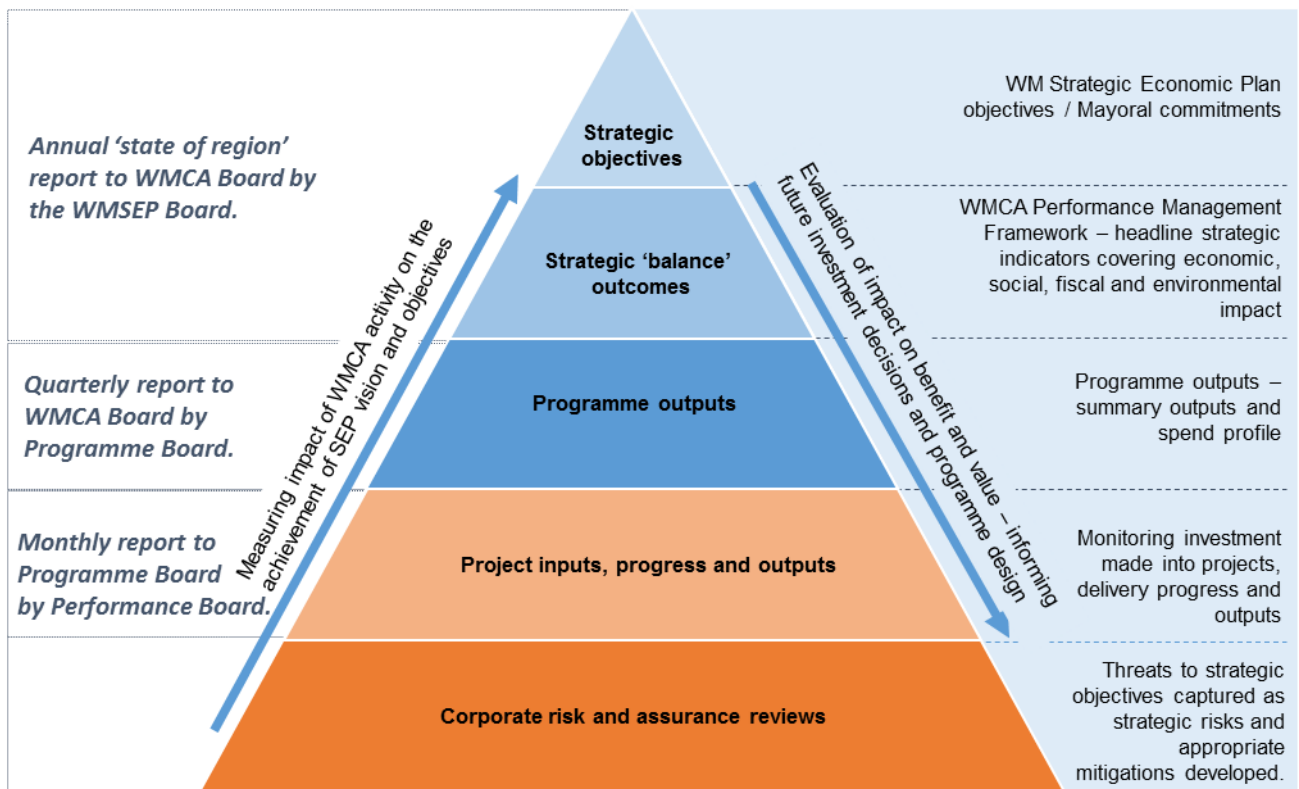 Annual ‘state of region’
report to WMCA Board by
the WMSEP Board.
Quarterly report to
WMCA Board by
Programme Board.
Monthly report to
Programme Board
by Performance Board.
Measuring impact of WMCA activity on the
achievement of SEP vision and objectives
Strategic
objectives
Strategic ‘balance’
outcomes
Programme outputs
Project inputs, progress and outputs
Corporate risk and assurance reviews
Evaluation of impact on benefit and value – informing
future investment decisions and programme design
WM Strategic Economic Plan
objectives / Mayoral commitments
WMCA Performance Management
Framework – headline strategic
indicators covering economic,
social, fiscal and environmental
impact
Programme outputs –
summary outputs and
spend profile
Monitoring investment
made into projects,
delivery progress and
outputs
Threats to strategic
objectives captured as
strategic risks and
appropriate
mitigations developed.